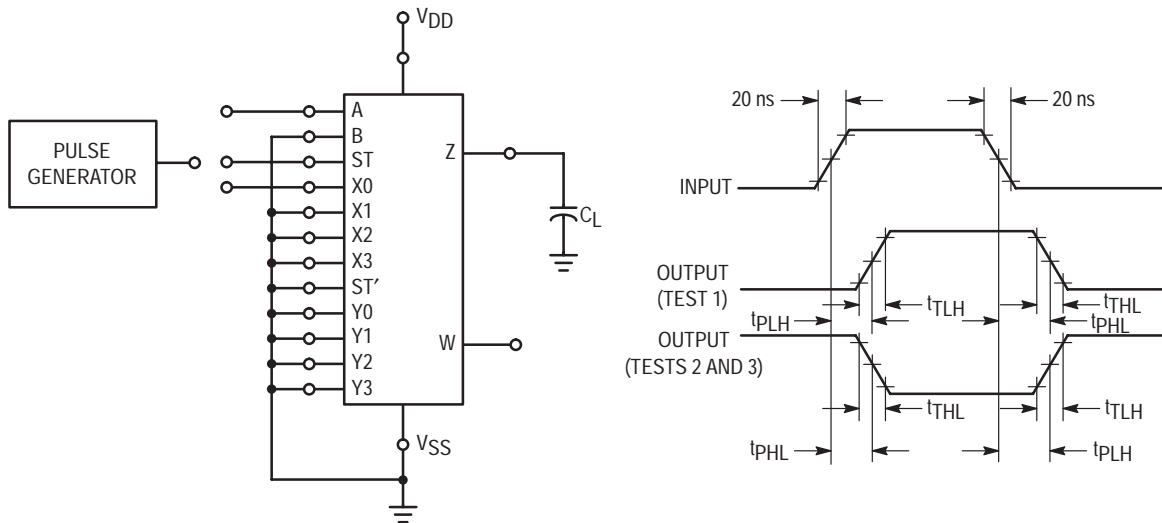 VDD
PULSE
GENERATOR
A
B
ST
X0
X1
X2
X3
ST′
Y0
Y1
Y2
Y3
Z
W
CL
VSS
20 ns
20 ns
INPUT
OUTPUT
(TEST 1)
tTLH
tTHL
tPLH
tPHL
OUTPUT
(TESTS 2 AND 3)
tTHL
tTLH
tPHL
tPLH